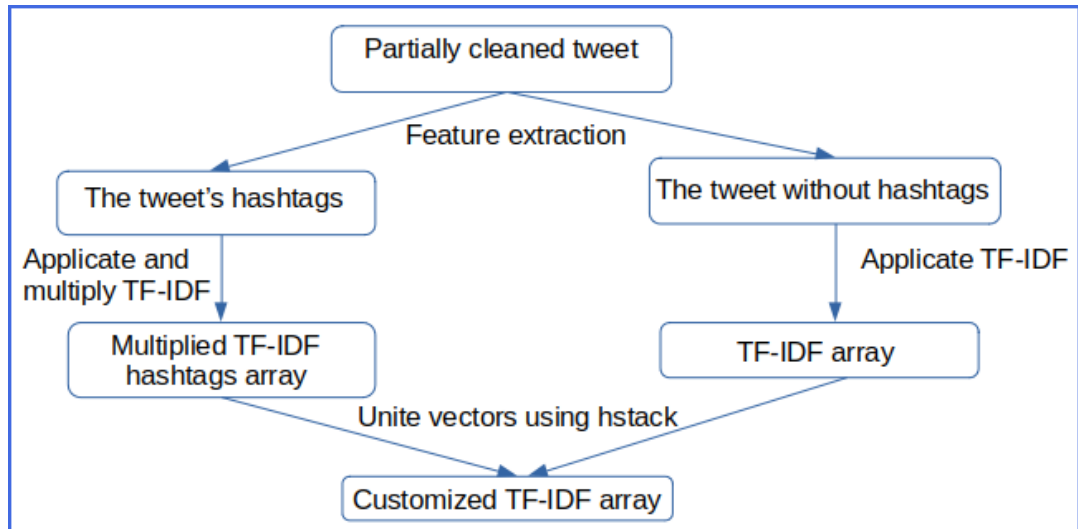 Partially cleaned tweet
Feature extraction
The tweet’s hashtags
The tweet without hashtags
Applicate and
multiply TF-IDF
Applicate TF-IDF
Multiplied TF-IDF
hashtags array
TF-IDF array
Unite vectors using hstack
Customized TF-IDF array